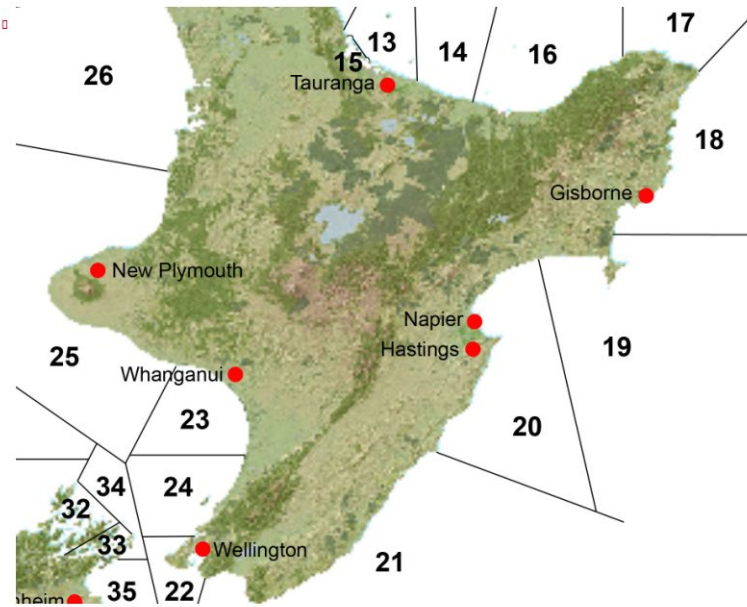 17
13
14
16
15
26
Tauranga
18
Gisborne
New Plymouth
Napier
19
Hastings
25
Whanganui
23
20
34
24
32
33
Wellington
21
35
22
nheim